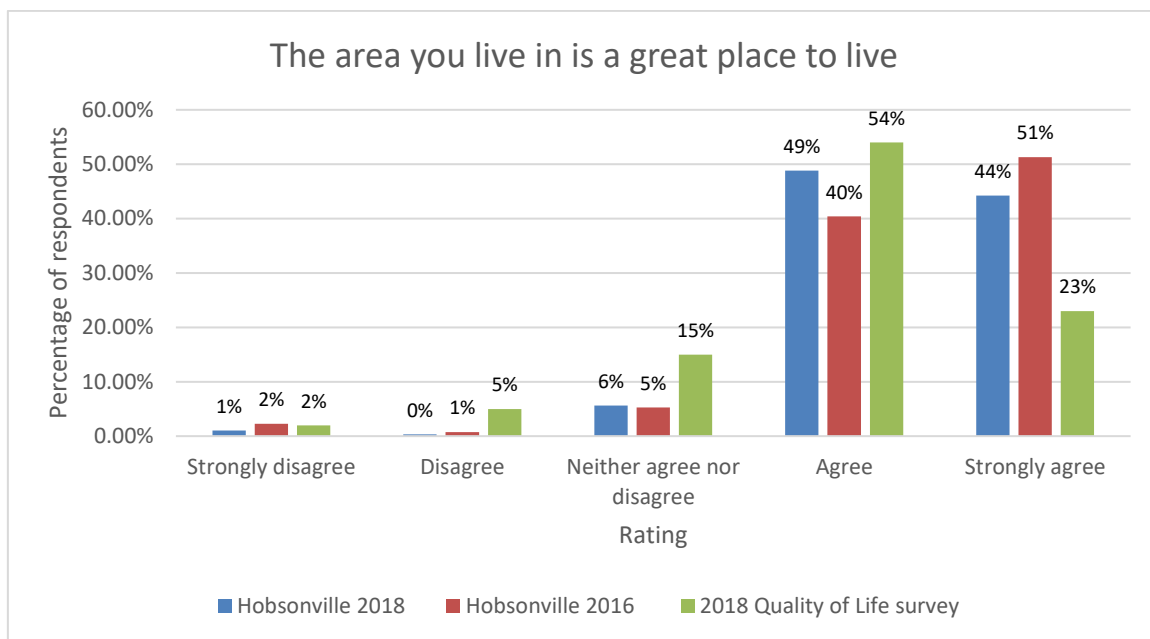 The area you live in is a great place to live
Percentage of respondents
60.00%
50.00%
40.00%
30.00%
20.00%
10.00%
0.00%
1% 2% 2%
0% 1% 5%
6% 5% 15%
49% 40% 54%
44% 51% 23%
Strongly disagree Disagree Neither agree nor Agree Strongly agree
disagree
Rating
Hobsonville 2018 Hobsonville 2016 2018 Quality of Life survey